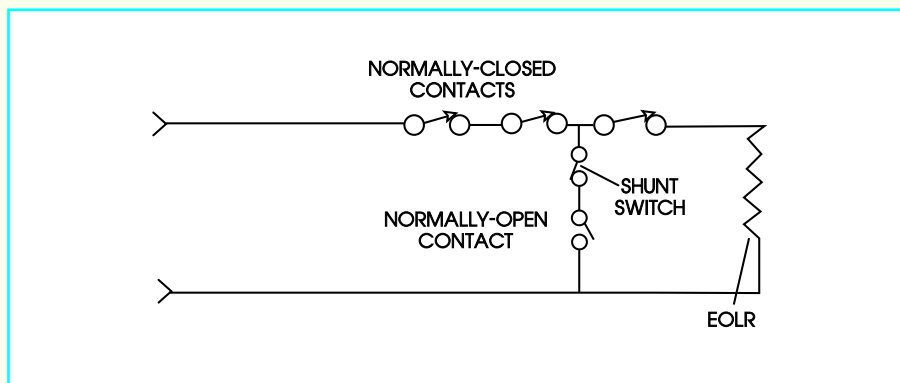 NORMALLY-CLOSED
CONTACTS
SHUNT
SWITCH
NORMALLY-OPEN
CONTACT
EOLR